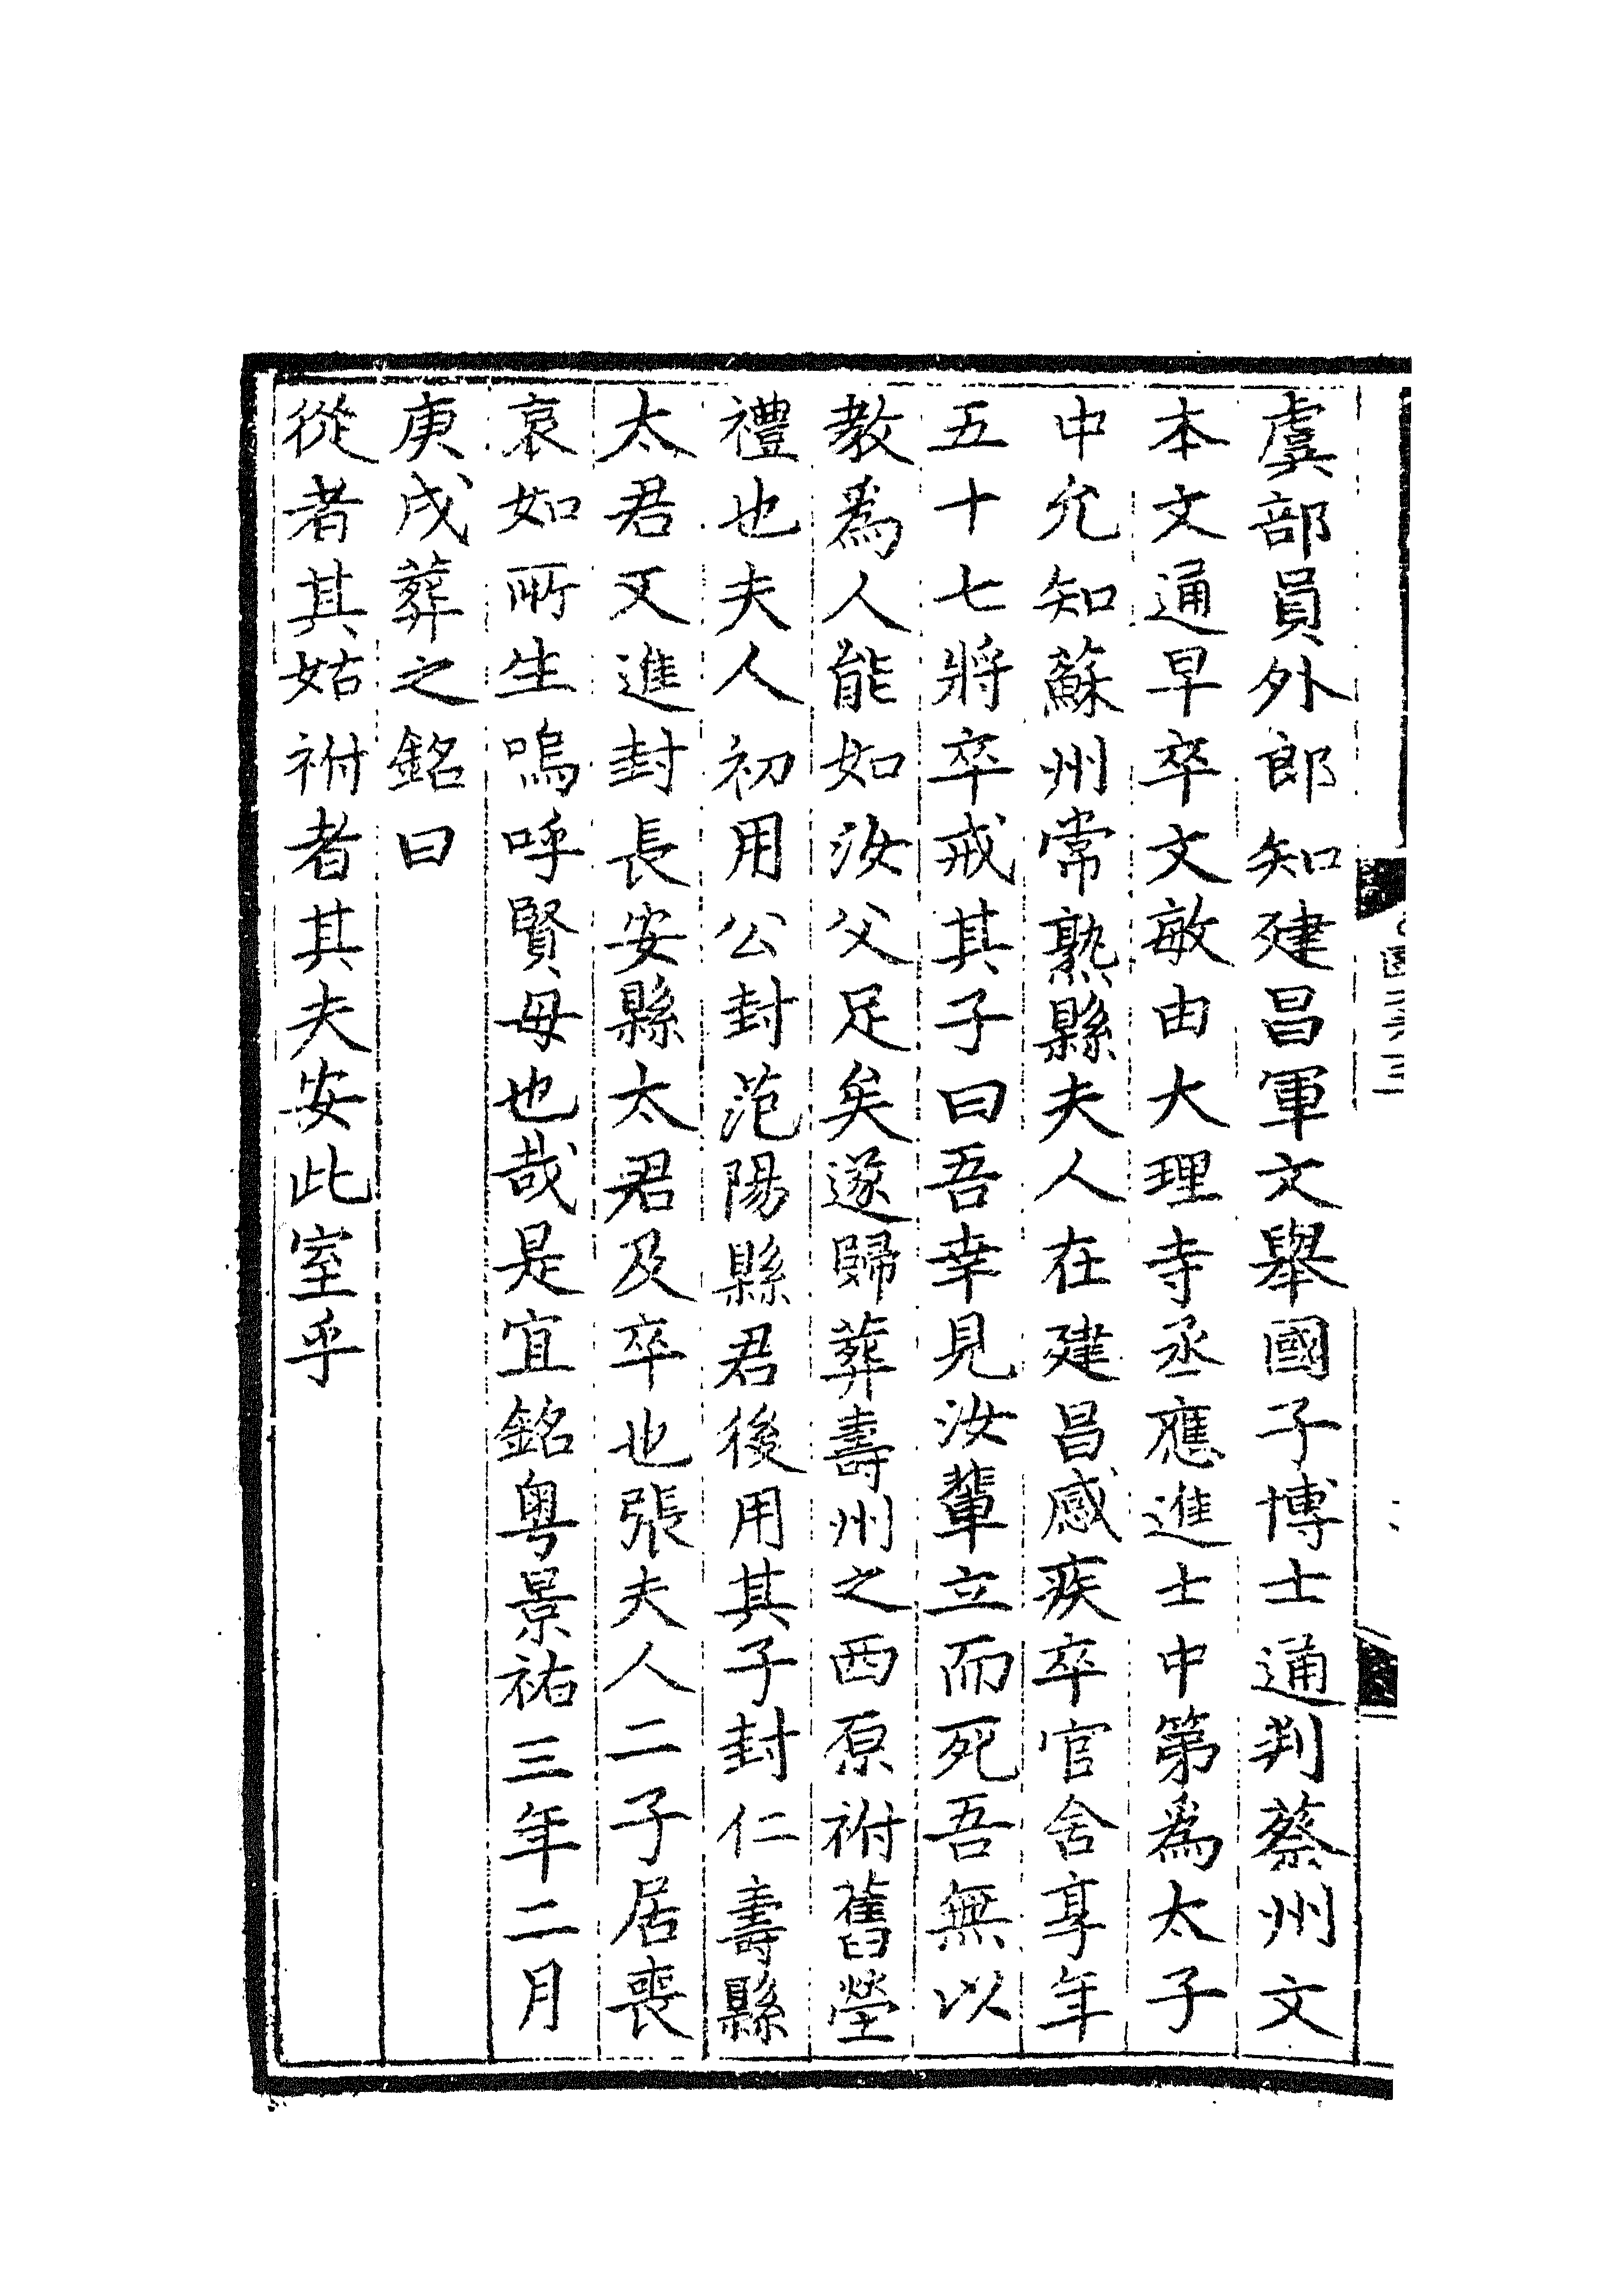 虞部員外郎知建昌軍文舉國子博士通判蔡州文
本文通早卒文敏由大理寺丞應進士中第爲太子
中允知蘇州常熟縣夫人在建昌感疾卒官舍享年
五十七將卒戒其子曰吾幸見汝輩立而死吾無以
教爲人能如汝父足矣遂歸葬壽州之西原祔舊塋
禮也夫人初用公封范陽縣君後用其子封仁壽縣
太君又進封長安縣太君及卒也張夫人二子居喪
哀如所生嗚呼賢母也哉是宜銘粤景祐三年二月
庚戌葬之銘曰
從者其姑祔者其夫安此室乎